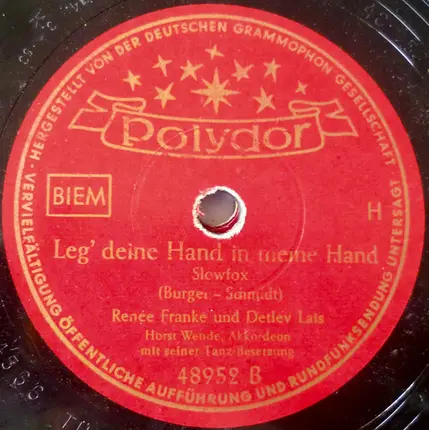 HERGESTELLT VON DER DEUTSCHEN GRAMMOPHON GESELLSCHAFT
Polydor
BIEM
H
Leg' deine Hand in meine Hand
Slowfox
(Burger - Schmidt)
Renée Franke und Detlev Lais
Horst Wende, Akkordeon
mit seiner Tanz-Besetzung
48952 B
VERVIELFÄLTIGUNG ÖFFENTLICHE AUFFÜHRUNG UND RUNDFUNKSENDUNG UNTERSAGT